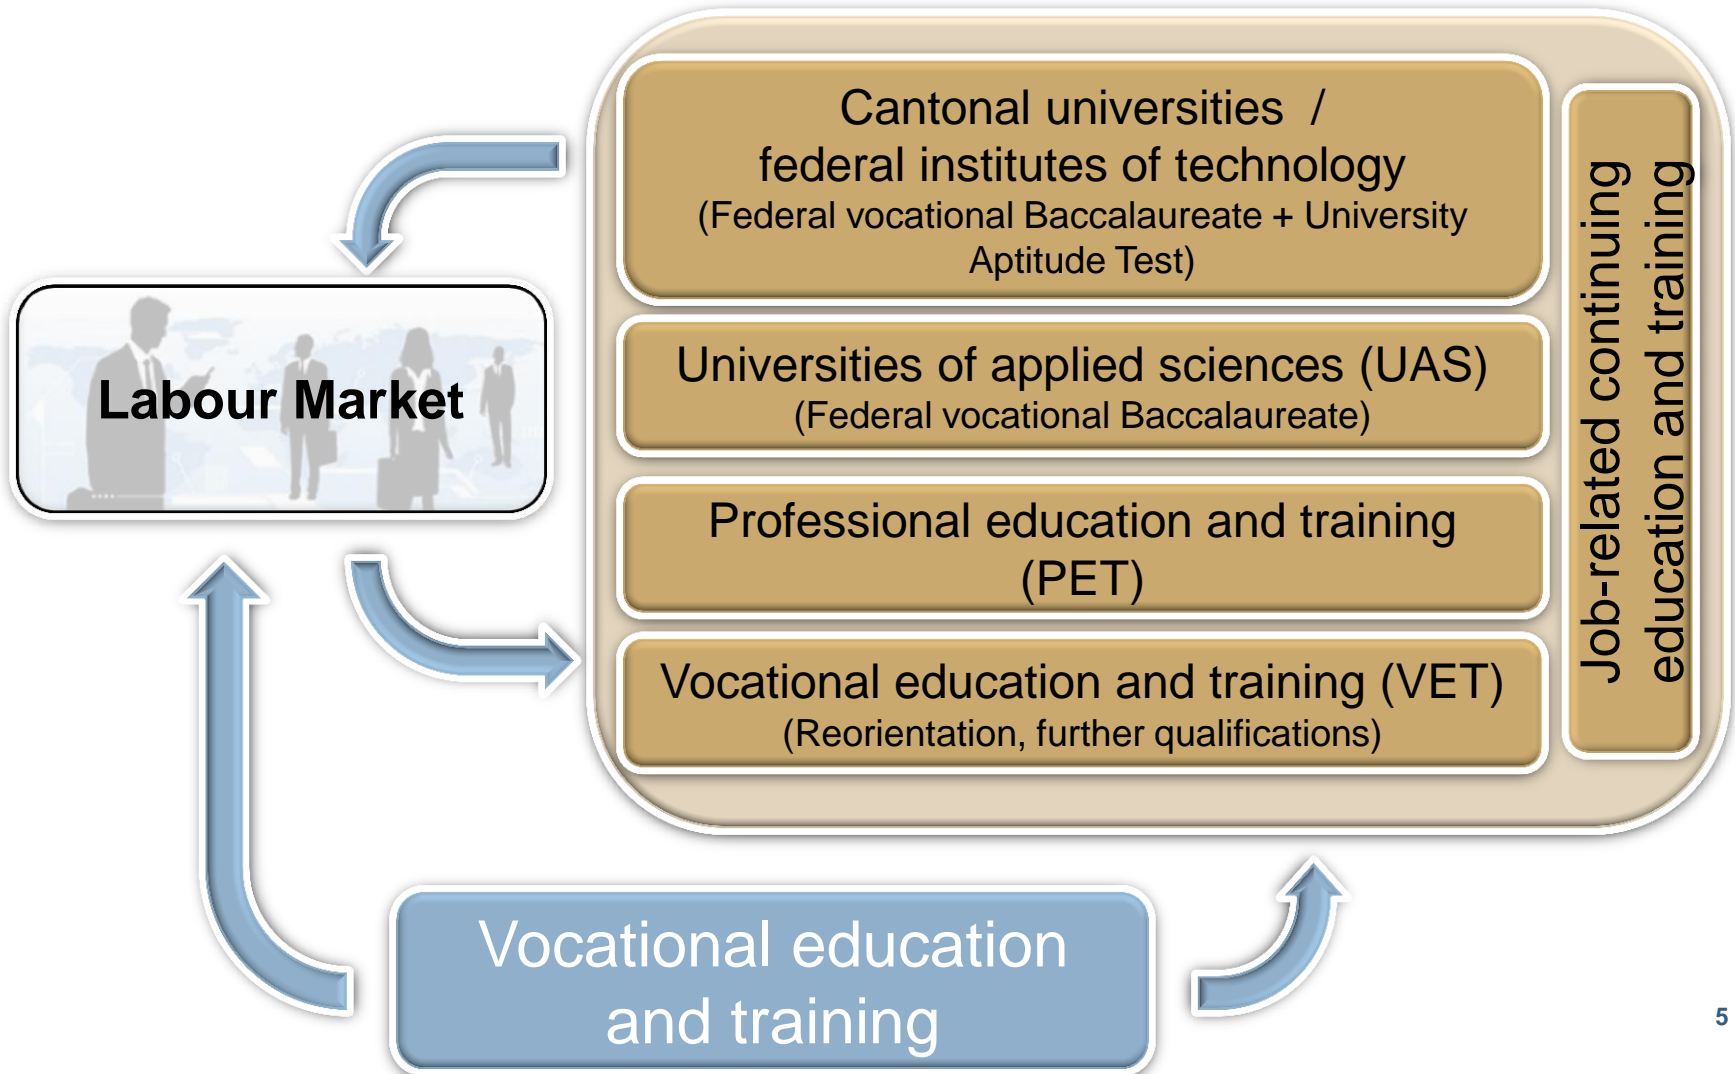 Cantonal universities /
federal institutes of technology
(Federal vocational Baccalaureate + University
Aptitude Test)
Universities of applied sciences (UAS)
(Federal vocational Baccalaureate)
Professional education and training
(PET)
Vocational education and training (VET)
(Reorientation, further qualifications)
Job-related continuing
education and training
Labour Market
Vocational education
and training
5